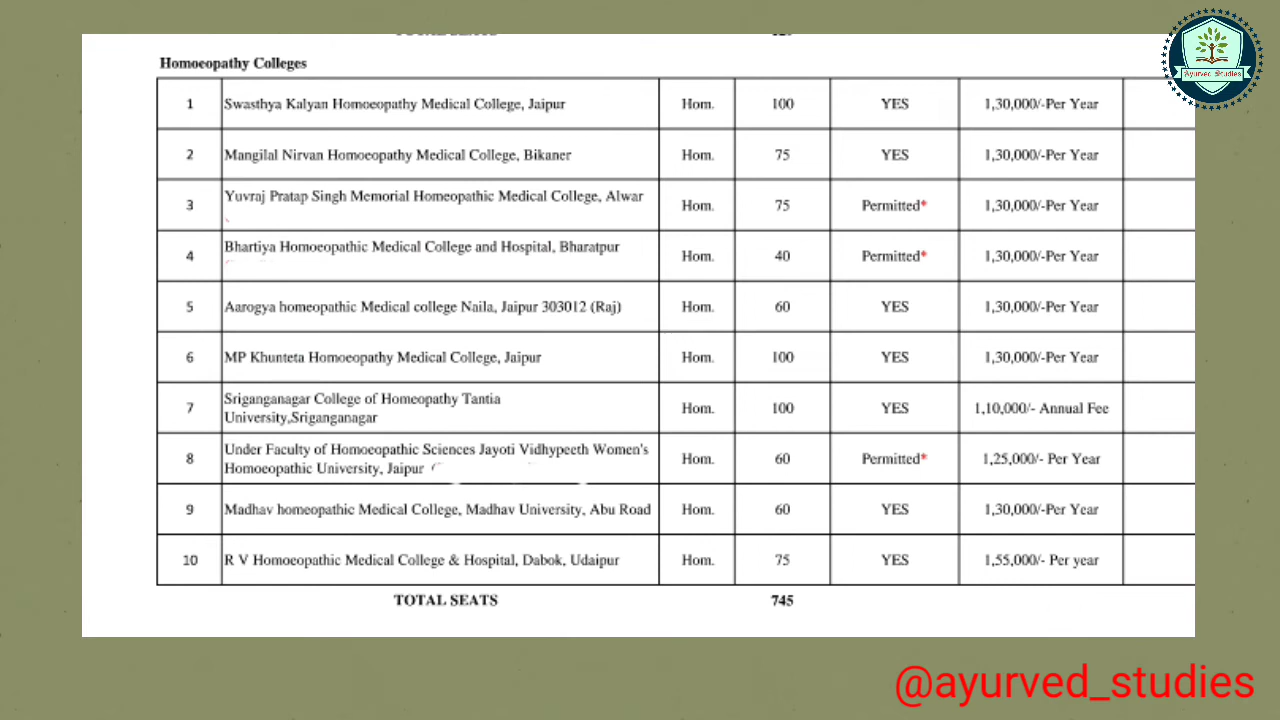 Homoeopathy Colleges
1 Swasthya Kalyan Homoeopathy Medical College, Jaipur Hom. 100 YES 1,30,000/-Per Year
2 Mangilal Nirvan Homoeopathy Medical College, Bikaner Hom. 75 YES 1,30,000/-Per Year
3 Yuvraj Pratap Singh Memorial Homeopathic Medical College, Alwar Hom. 75 Permitted* 1,30,000/-Per Year
4 Bhartiya Homoeopathic Medical College and Hospital, Bharatpur Hom. 40 Permitted* 1,30,000/-Per Year
5 Aarogya homeopathic Medical college Naila, Jaipur 303012 (Raj) Hom. 60 YES 1,30,000/-Per Year
6 MP Khunteta Homoeopathy Medical College, Jaipur Hom. 100 YES 1,30,000/-Per Year
7 Sriganganagar College of Homeopathy Tantia
University,Sriganganagar Hom. 100 YES 1,10,000/- Annual Fee
8 Under Faculty of Homoeopathic Sciences Jayoti Vidhypeeth Women's
Homoeopathic University, Jaipur Hom. 60 Permitted* 1,25,000/- Per Year
9 Madhav homeopathic Medical College, Madhav University, Abu Road Hom. 60 YES 1,30,000/-Per Year
10 R V Homoeopathic Medical College & Hospital, Dabok, Udaipur Hom. 75 YES 1,55,000/- Per year
TOTAL SEATS 745
Ayurved Studies
@ayurved_studies